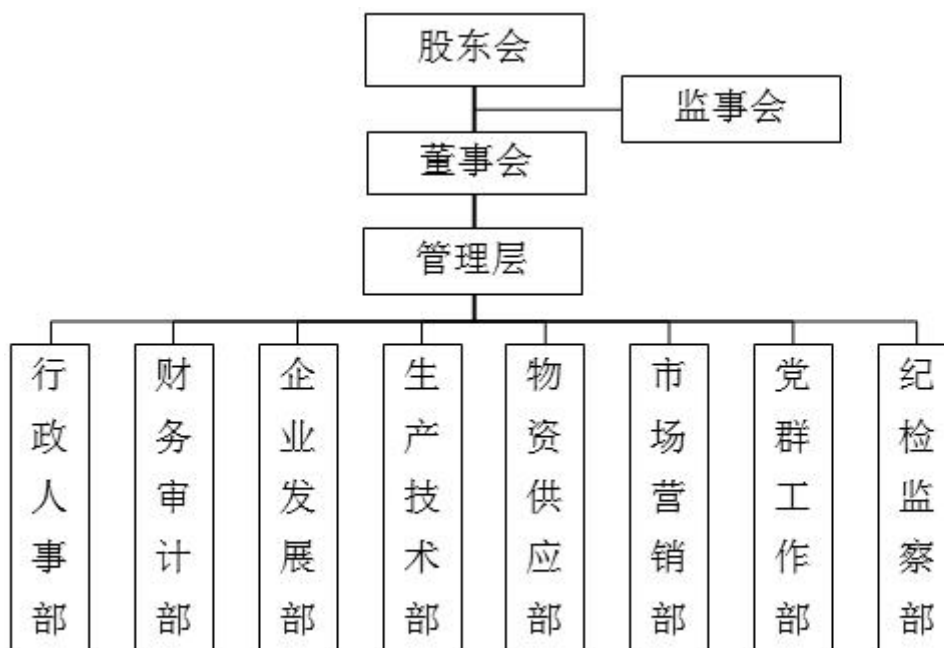 股东会
监事会
董事会
管理层
行政人事部
财务审计部
企业发展部
生产技术部
物资供应部
市场营销部
党群工作部
纪检监察部